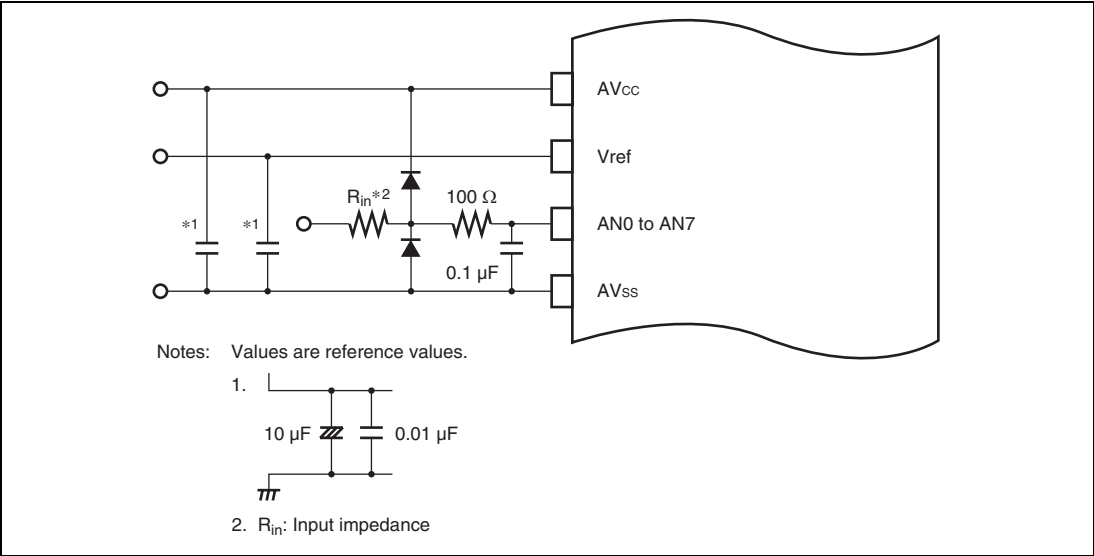 AVCC
Vref
Rin*2
100 Ω
*1
*1
AN0 to AN7
0.1 µF
AVSS
Notes: Values are reference values.
1.
10 µF
0.01 µF
2. Rin: Input impedance